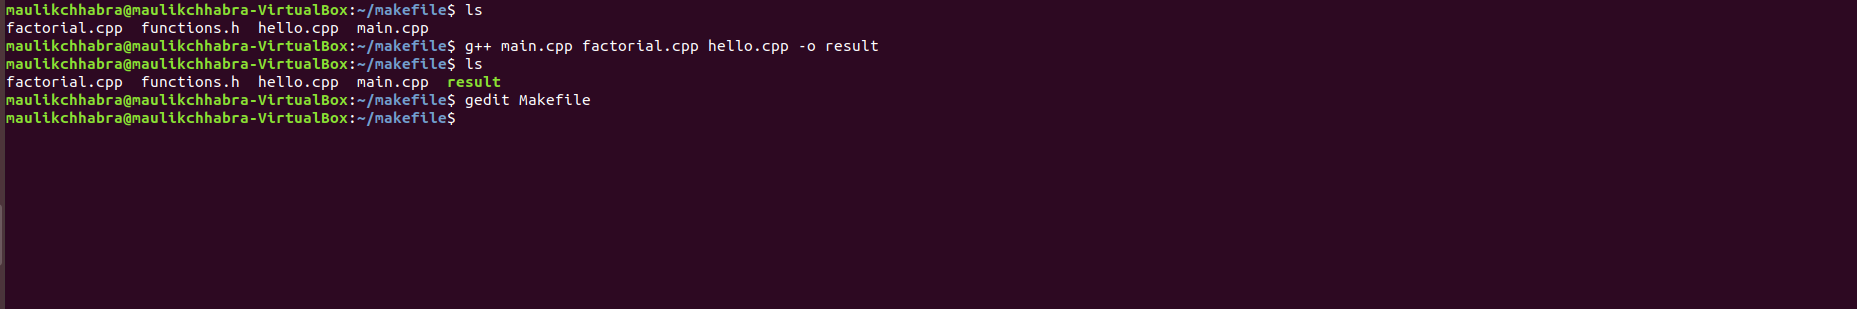 maulikchhabra@maulikchhabra-VirtualBox:~/makefile$ ls
factorial.cpp  functions.h  hello.cpp  main.cpp
maulikchhabra@maulikchhabra-VirtualBox:~/makefile$ g++ main.cpp factorial.cpp hello.cpp -o result
maulikchhabra@maulikchhabra-VirtualBox:~/makefile$ ls
factorial.cpp  functions.h  hello.cpp  main.cpp  result
maulikchhabra@maulikchhabra-VirtualBox:~/makefile$ gedit Makefile
maulikchhabra@maulikchhabra-VirtualBox:~/makefile$